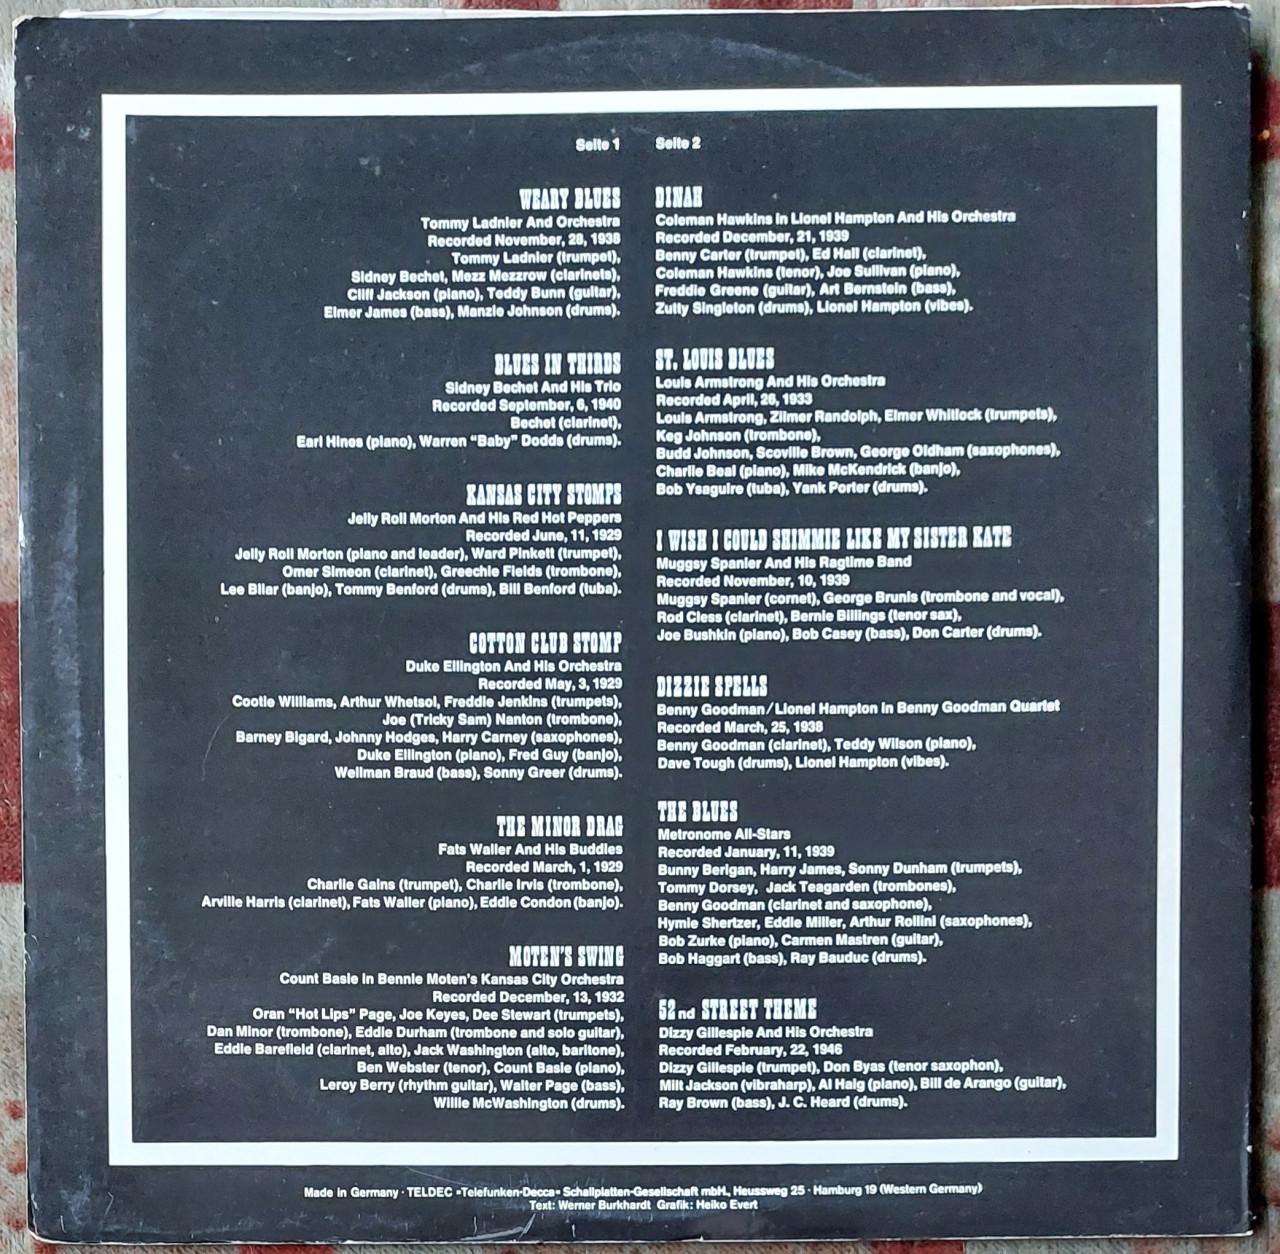 Seite 1
WEARY BLUES
Tommy Ladnier And Orchestra
Recorded November, 28, 1938
Tommy Ladnier (trumpet),
Sidney Bechet, Mezz Mezzrow (clarinets),
Cliff Jackson (piano), Teddy Bunn (guitar),
Elmer James (bass), Manzie Johnson (drums).
BLUES IN THIRDS
Sidney Bechet And His Trio
Recorded September, 6, 1940
Bechet (clarinet),
Earl Hines (piano), Warren “Baby” Dodds (drums).
KANSAS CITY STOMPS
Jelly Roll Morton And His Red Hot Peppers
Recorded June, 11, 1929
Jelly Roll Morton (piano and leader), Ward Pinkett (trumpet),
Omer Simeon (clarinet), Greechie Fields (trombone),
Lee Bliar (banjo), Tommy Benford (drums), Bill Benford (tuba).
COTTON CLUB STOMP
Duke Ellington And His Orchestra
Recorded May, 3, 1929
Cootie Williams, Arthur Whetsol, Freddie Jenkins (trumpets),
Joe (Tricky Sam) Nanton (trombone),
Barney Bigard, Johnny Hodges, Harry Carney (saxophones),
Duke Ellington (piano), Fred Guy (banjo),
Wellman Braud (bass), Sonny Greer (drums).
THE MINOR DRAG
Fats Waller And His Buddies
Recorded March, 1, 1929
Charlie Gains (trumpet), Charlie Irvis (trombone),
Arville Harris (clarinet), Fats Waller (piano), Eddie Condon (banjo).
MOTEN'S SWING
Count Basie in Bennie Moten's Kansas City Orchestra
Recorded December, 13, 1932
Oran “Hot Lips” Page, Joe Keyes, Dee Stewart (trumpets),
Dan Minor (trombone), Eddie Durham (trombone and solo guitar),
Eddie Barefield (clarinet, alto), Jack Washington (alto, baritone),
Ben Webster (tenor), Count Basie (piano),
Leroy Berry (rhythm guitar), Walter Page (bass),
Willie McWashington (drums).
Seite 2
DINAH
Coleman Hawkins in Lionel Hampton And His Orchestra
Recorded December, 21, 1939
Benny Carter (trumpet), Ed Hall (clarinet),
Coleman Hawkins (tenor), Joe Sullivan (piano),
Freddie Greene (guitar), Art Bernstein (bass),
Zutty Singleton (drums), Lionel Hampton (vibes).
ST. LOUIS BLUES
Louis Armstrong And His Orchestra
Recorded April, 26, 1933
Louis Armstrong, Zilmer Randolph, Elmer Whitlock (trumpets),
Keg Johnson (trombone),
Budd Johnson, Scoville Brown, George Oldham (saxophones),
Charlie Beal (piano), Mike McKendrick (banjo),
Bob Ysaguire (tuba), Yank Porter (drums).
I WISH I COULD SHIMMIE LIKE MY SISTER KATE
Muggsy Spanier And His Ragtime Band
Recorded November, 10, 1939
Muggsy Spanier (cornet), George Brunis (trombone and vocal),
Rod Cless (clarinet), Bernie Billings (tenor sax),
Joe Bushkin (piano), Bob Casey (bass), Don Carter (drums).
DIZZIE SPELLS
Benny Goodman/Lionel Hampton in Benny Goodman Quartet
Recorded March, 25, 1938
Benny Goodman (clarinet), Teddy Wilson (piano),
Dave Tough (drums), Lionel Hampton (vibes).
THE BLUES
Metronome All-Stars
Recorded January, 11, 1939
Bunny Berigan, Harry James, Sonny Dunham (trumpets),
Tommy Dorsey, Jack Teagarden (trombones),
Benny Goodman (clarinet and saxophone),
Hymie Shertzer, Eddie Miller, Arthur Rollini (saxophones),
Bob Zurke (piano), Carmen Mastren (guitar),
Bob Haggart (bass), Ray Bauduc (drums).
52nd STREET THEME
Dizzy Gillespie And His Orchestra
Recorded February, 22, 1946
Dizzy Gillespie (trumpet), Don Byas (tenor saxophon),
Milt Jackson (vibraharp), Al Haig (piano), Bill de Arango (guitar),
Ray Brown (bass), J. C. Heard (drums).
Made in Germany · TELDEC »Telefunken-Decca« Schallplatten-Gesellschaft mbH., Heussweg 25 · Hamburg 19 (Western Germany)
Text: Werner Burkhardt Grafik: Heiko Evert